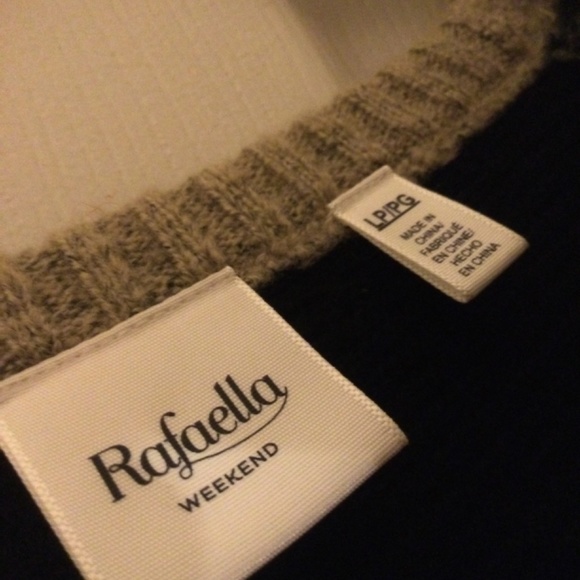 Rafaella
WEEKEND
LP/PG
MADE IN
CHINA/
FABRIQUÉ
EN CHINE/
HECHO
EN CHINA